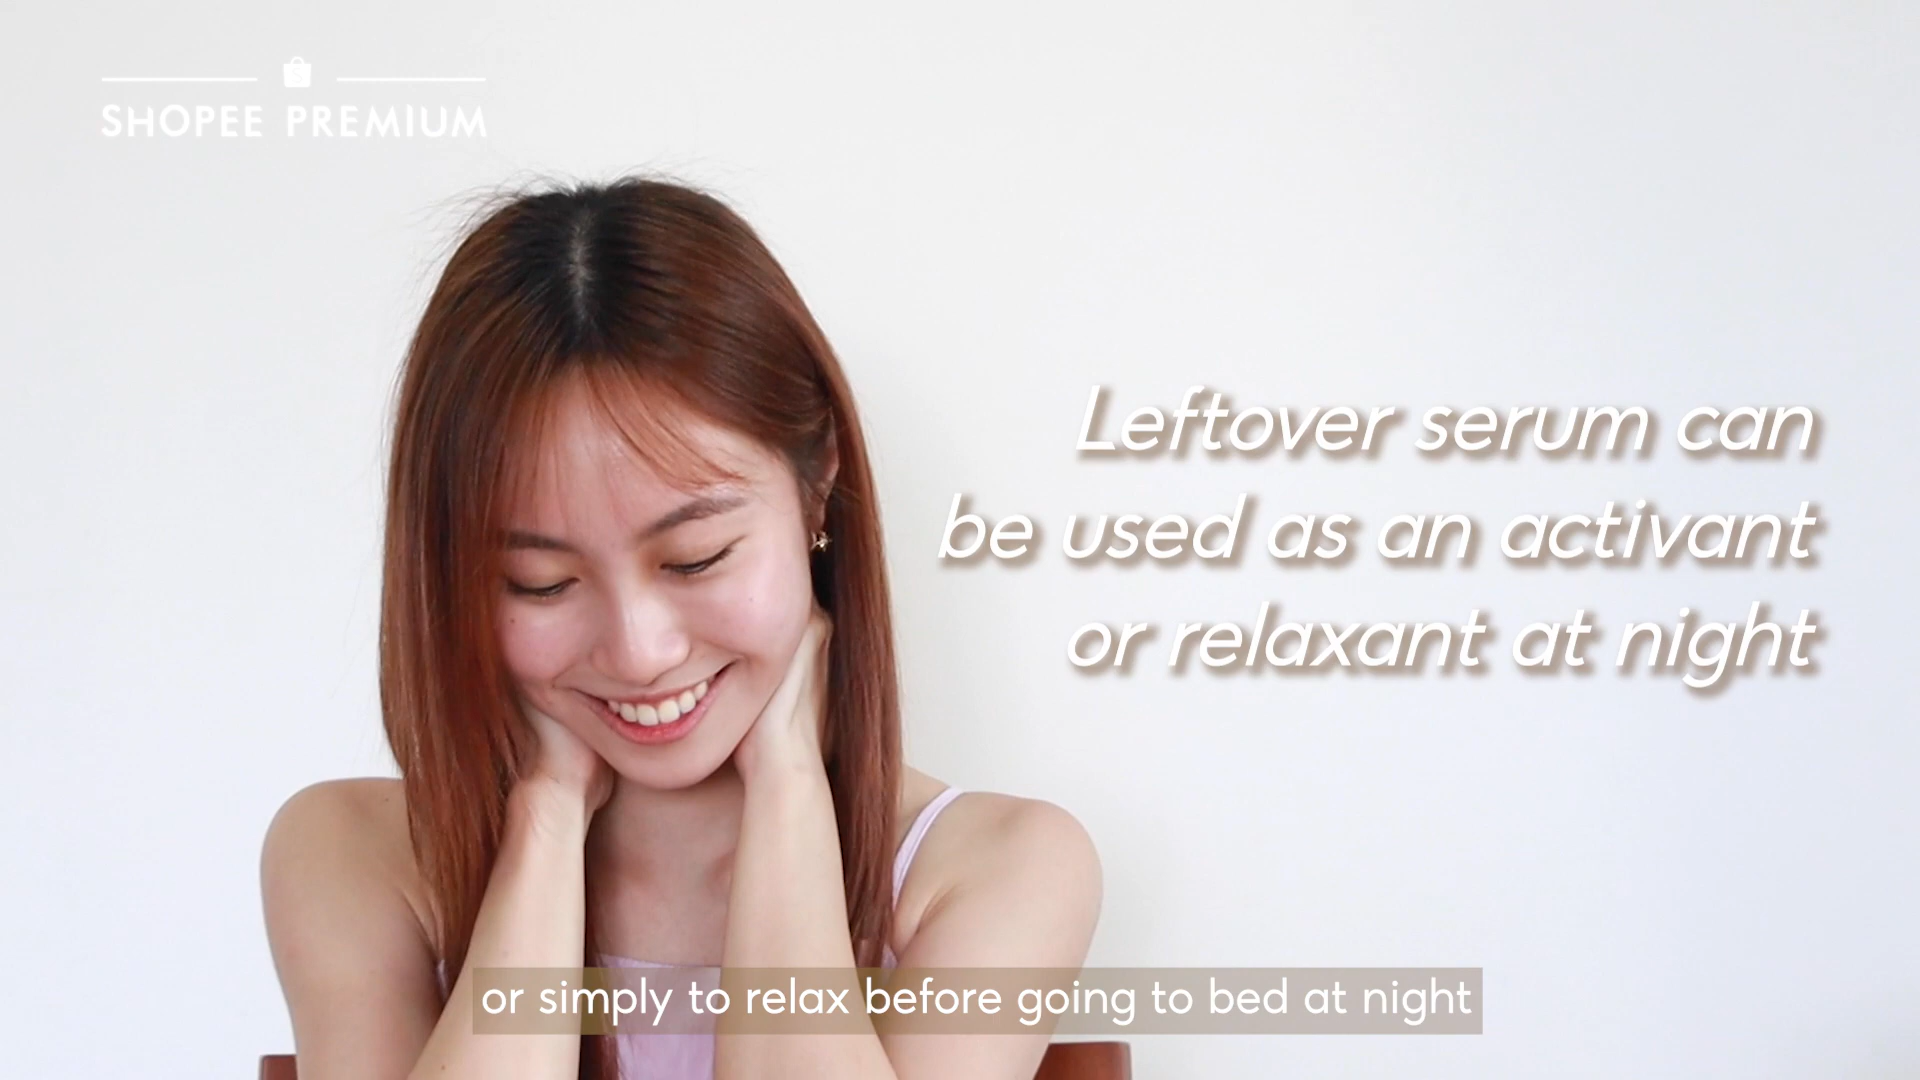 SHOPEE PREMIUM
Leftover serum can
be used as an activant
or relaxant at night
or simply to relax before going to bed at night